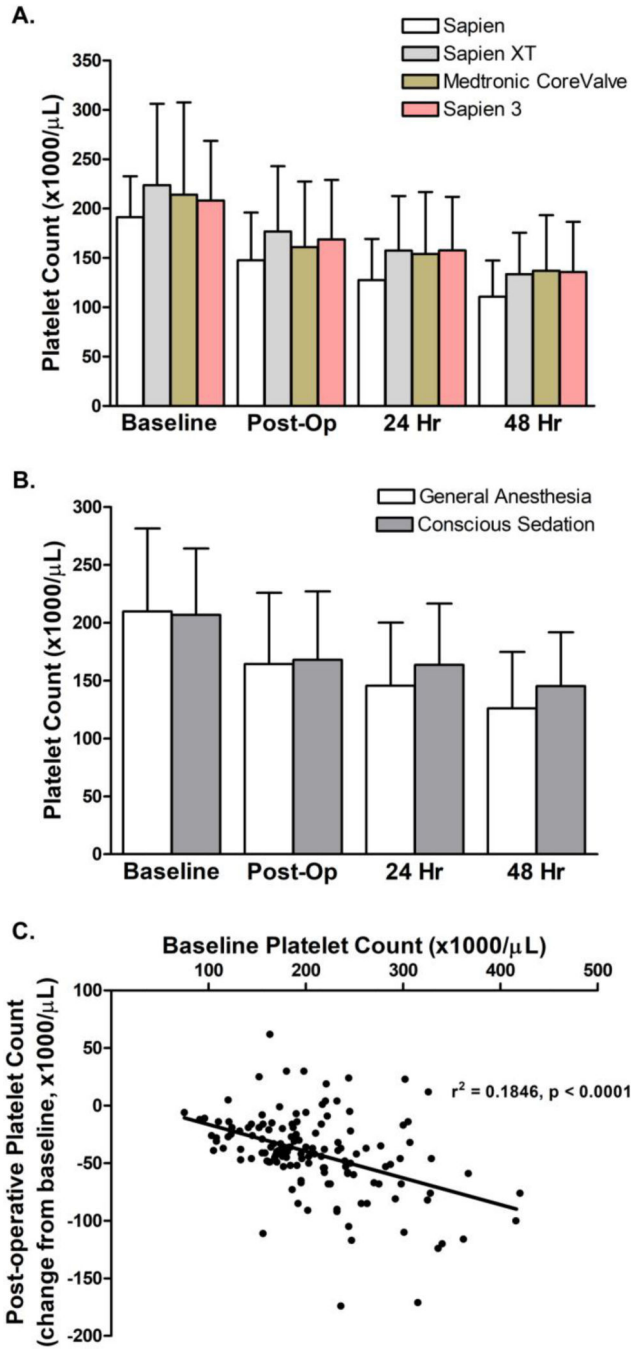 A.
Sapien
Sapien XT
Medtronic CoreValve
Sapien 3
Platelet Count (x1000/µL)
350
300
250
200
150
100
50
0
Baseline Post-Op 24 Hr 48 Hr
B.
General Anesthesia
Conscious Sedation
Platelet Count (x1000/µL)
300
250
200
150
100
50
0
Baseline Post-Op 24 Hr 48 Hr
C.
Baseline Platelet Count (x1000/µL)
100 200 300 400 500
Post-operative Platelet Count
(change from baseline, x1000/µL)
100
50
0
-50
-100
-150
-200
r² = 0.1846, p < 0.0001